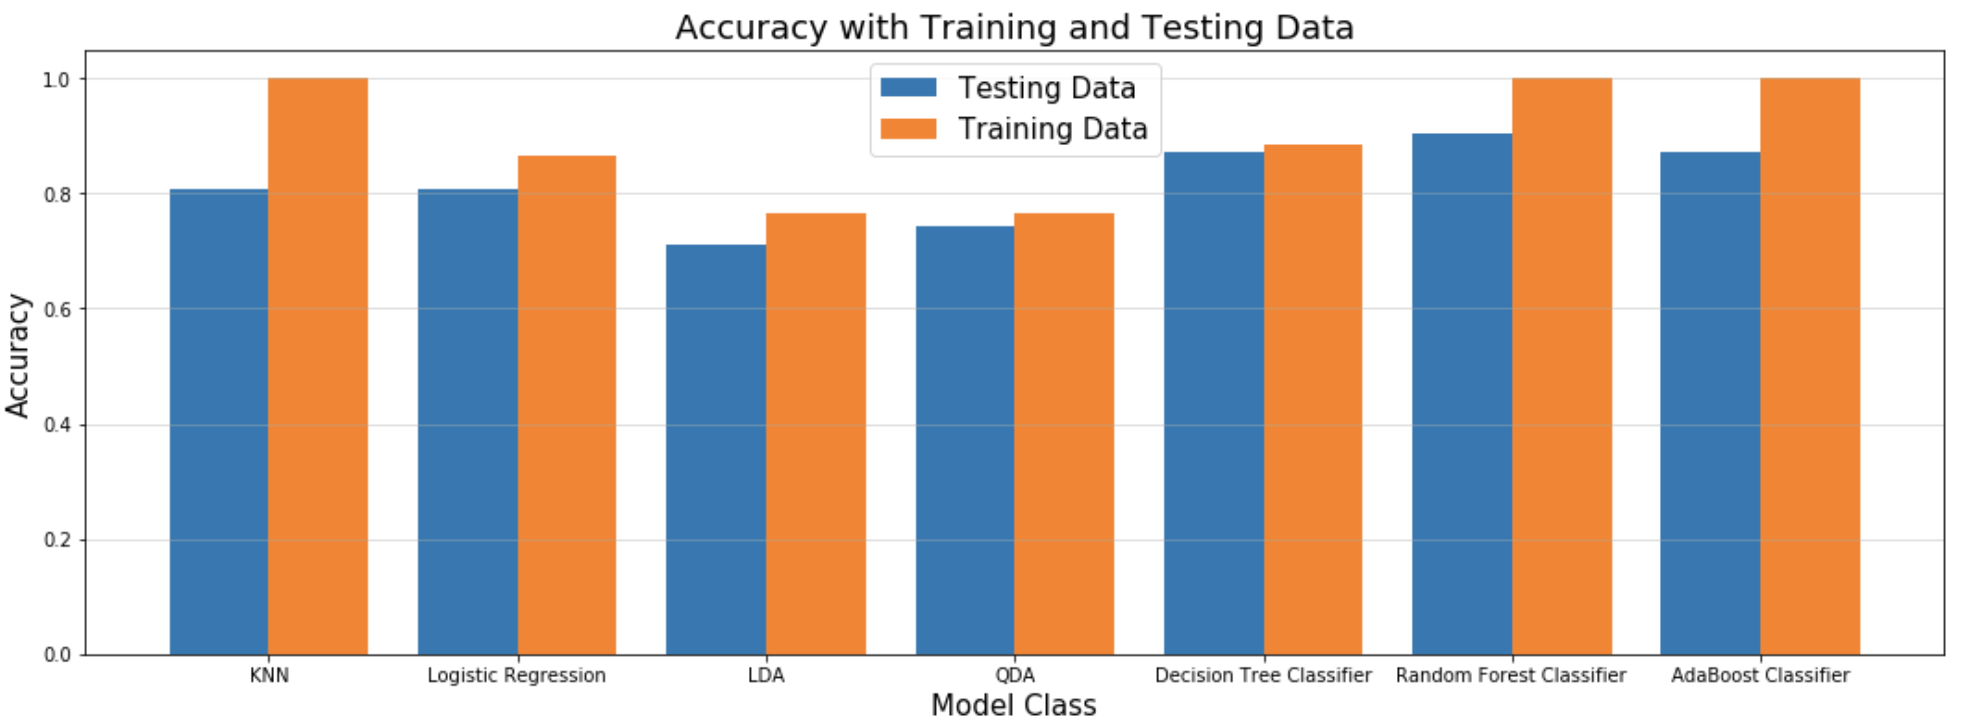 Accuracy with Training and Testing Data
Testing Data
Training Data
Accuracy
1.0
0.8
0.6
0.4
0.2
0.0
KNN Logistic Regression LDA QDA Decision Tree Classifier Random Forest Classifier AdaBoost Classifier
Model Class